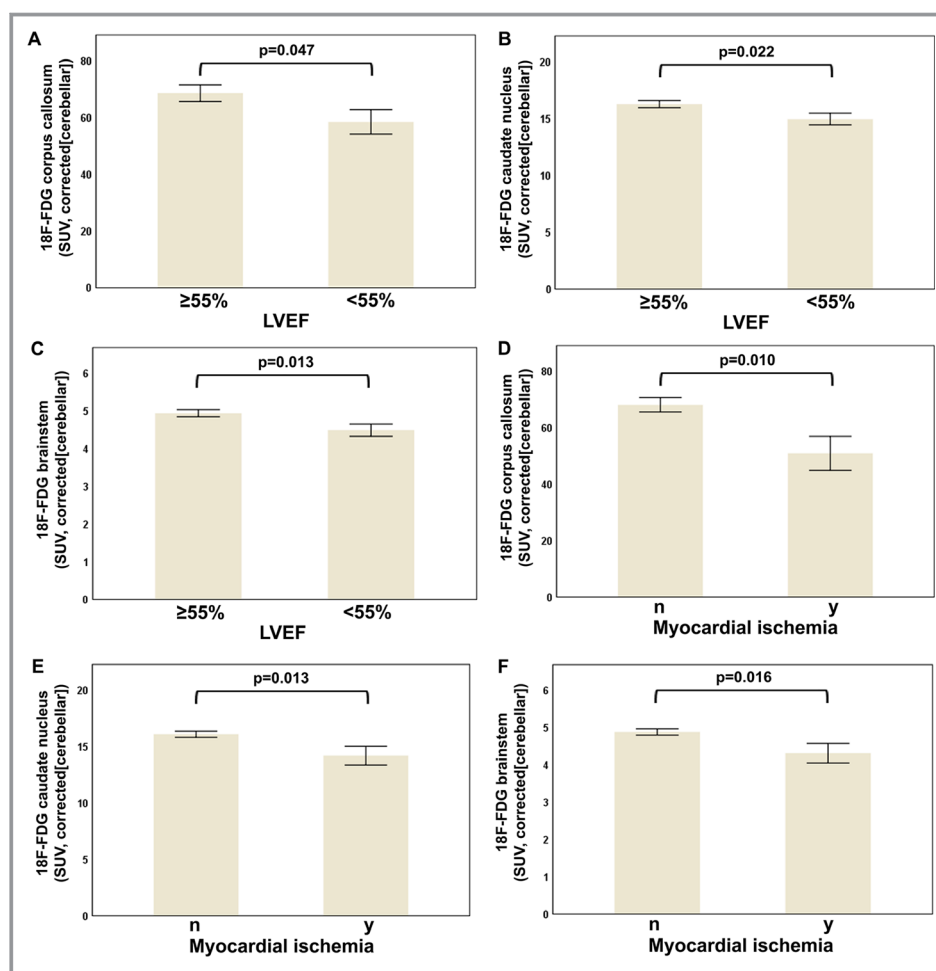 A
18F-FDG corpus callosum
(SUV, corrected[cerebellar])
80
60
40
20
0
p=0.047
≥55%
<55%
LVEF
B
18F-FDG caudate nucleus
(SUV, corrected[cerebellar])
20
15
10
5
0
p=0.022
≥55%
<55%
LVEF
C
18F-FDG brainstem
(SUV, corrected[cerebellar])
6
5
4
3
2
1
0
p=0.013
≥55%
<55%
LVEF
D
18F-FDG corpus callosum
(SUV, corrected[cerebellar])
80
60
40
20
0
p=0.010
n
y
Myocardial ischemia
E
18F-FDG caudate nucleus
(SUV, corrected[cerebellar])
20
15
10
5
0
p=0.013
n
y
Myocardial ischemia
F
18F-FDG brainstem
(SUV, corrected[cerebellar])
6
5
4
3
2
1
0
p=0.016
n
y
Myocardial ischemia